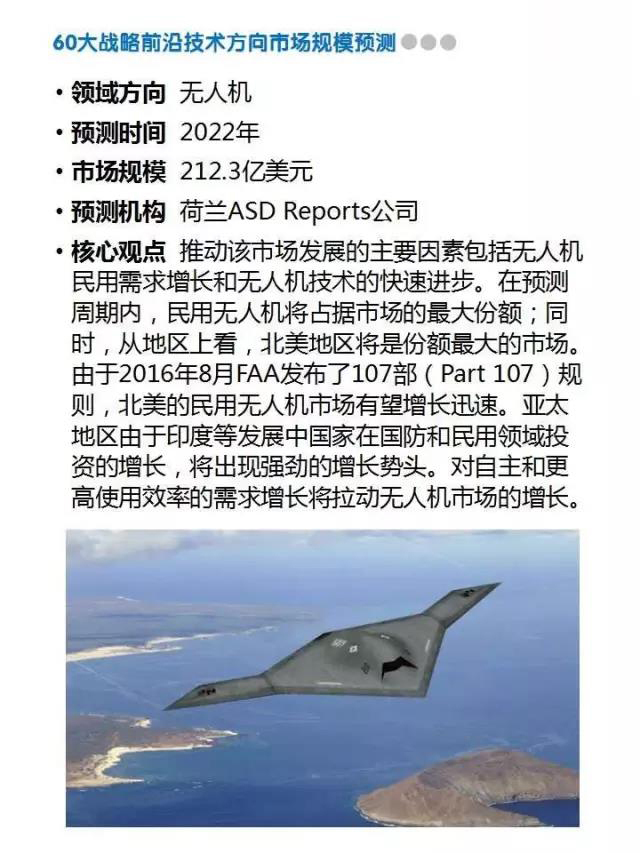 60大战略前沿技术方向市场规模预测
• 领域方向 无人机
• 预测时间 2022年
• 市场规模 212.3亿美元
• 预测机构 荷兰ASD Reports公司
• 核心观点 推动该市场发展的主要因素包括无人机
民用需求增长和无人机技术的快速进步。在预测
周期内，民用无人机将占据市场的最大份额；同
时，从地区上看，北美地区将是份额最大的市场。
由于2016年8月FAA发布了107部（Part 107）规
则，北美的民用无人机市场有望增长迅速。亚太
地区由于印度等发展中国家在国防和民用领域投
资的增长，将出现强劲的增长势头。对自主和更
高使用效率的需求增长将拉动无人机市场的增长。